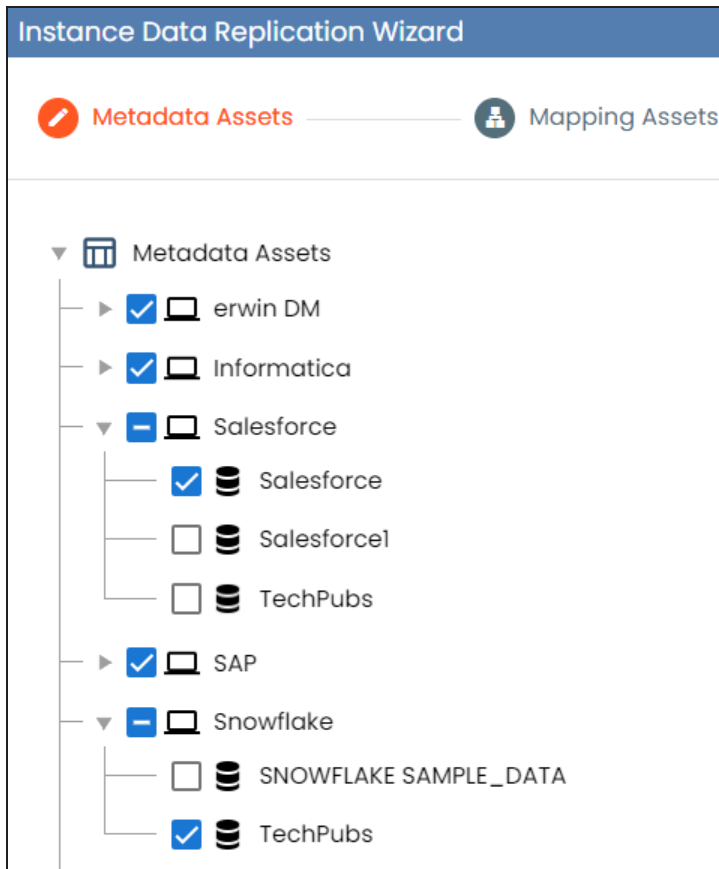 Instance Data Replication Wizard
Metadata Assets
Mapping Assets
Metadata Assets
erwin DM
Informatica
Salesforce
Salesforce
Salesforce1
TechPubs
SAP
Snowflake
SNOWFLAKE SAMPLE_DATA
TechPubs